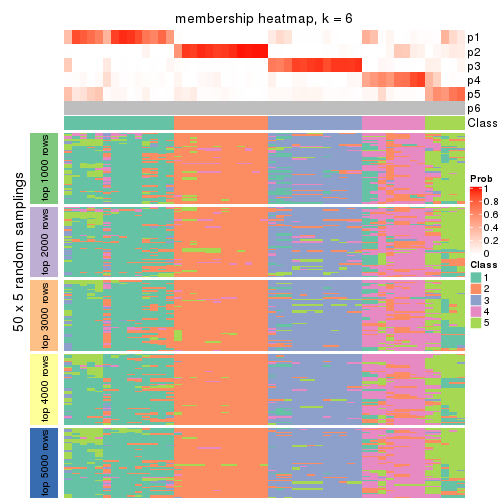 membership heatmap, k = 6
p1
p2
p3
p4
p5
p6
Class
50 x 5 random samplings
top 1000 rows
top 2000 rows
top 3000 rows
top 4000 rows
top 5000 rows
Prob
1
0.8
0.6
0.4
0.2
0
Class
1
2
3
4
5